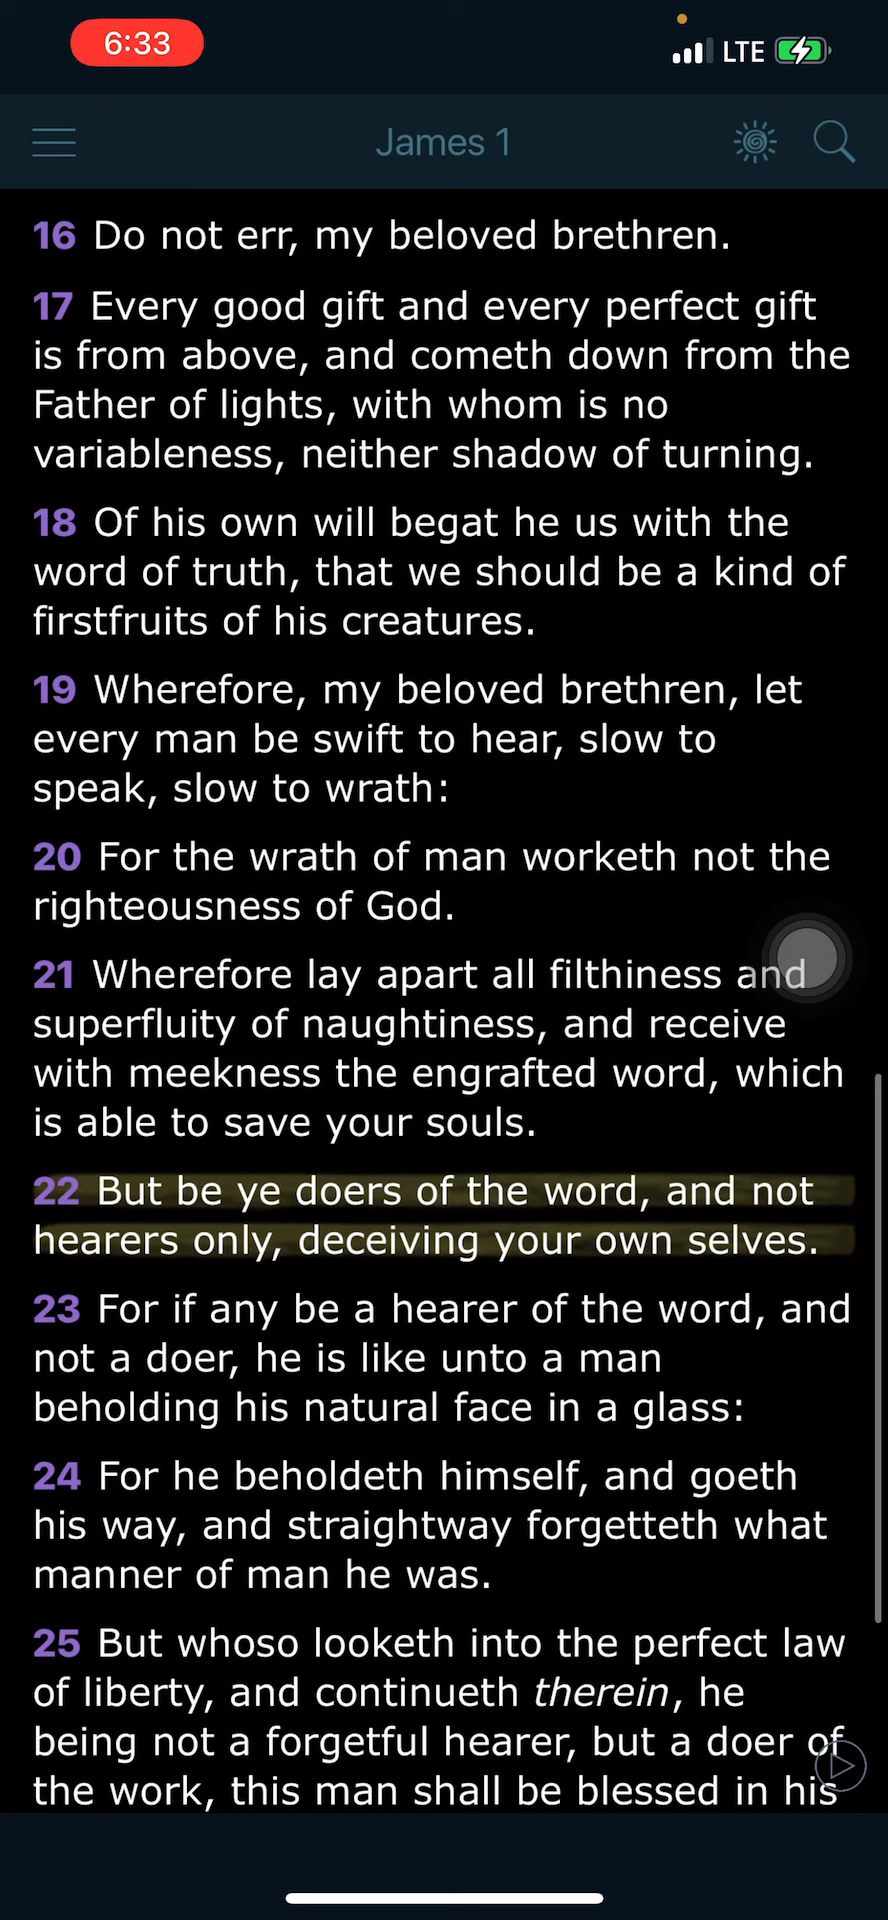 6:33
LTE
James 1
16 Do not err, my beloved brethren.
17 Every good gift and every perfect gift
is from above, and cometh down from the
Father of lights, with whom is no
variableness, neither shadow of turning.
18 Of his own will begat he us with the
word of truth, that we should be a kind of
firstfruits of his creatures.
19 Wherefore, my beloved brethren, let
every man be swift to hear, slow to
speak, slow to wrath:
20 For the wrath of man worketh not the
righteousness of God.
21 Wherefore lay apart all filthiness and
superfluity of naughtiness, and receive
with meekness the engrafted word, which
is able to save your souls.
22 But be ye doers of the word, and not
hearers only, deceiving your own selves.
23 For if any be a hearer of the word, and
not a doer, he is like unto a man
beholding his natural face in a glass:
24 For he beholdeth himself, and goeth
his way, and straightway forgetteth what
manner of man he was.
25 But whoso looketh into the perfect law
of liberty, and continueth therein, he
being not a forgetful hearer, but a doer of
the work, this man shall be blessed in his